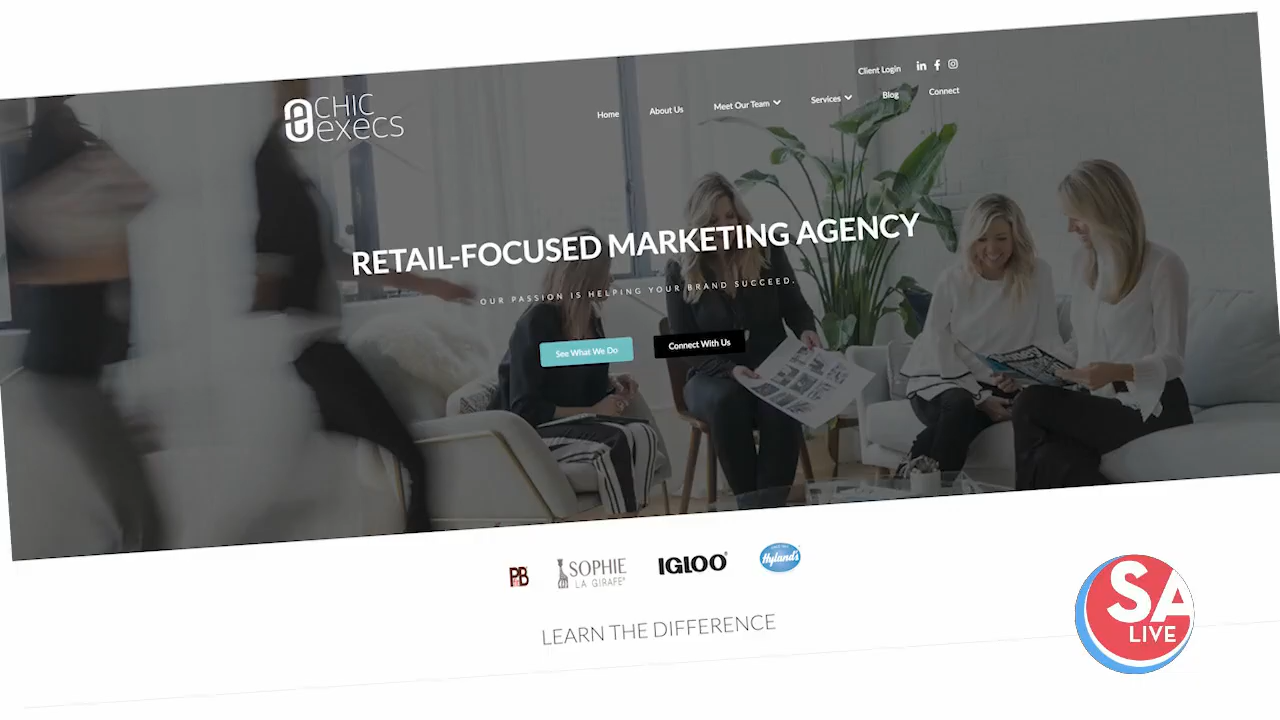 CHIC
execs
Client Login
Home
About Us
Meet Our Team
Services
Blog
Connect
RETAIL-FOCUSED MARKETING AGENCY
OUR PASSION IS HELPING YOUR BRAND SUCCEED.
See What We Do
Connect With Us
PB
SOPHIE
LA GIRAFE
IGLOO
Hyland's
LEARN THE DIFFERENCE
SA
LIVE